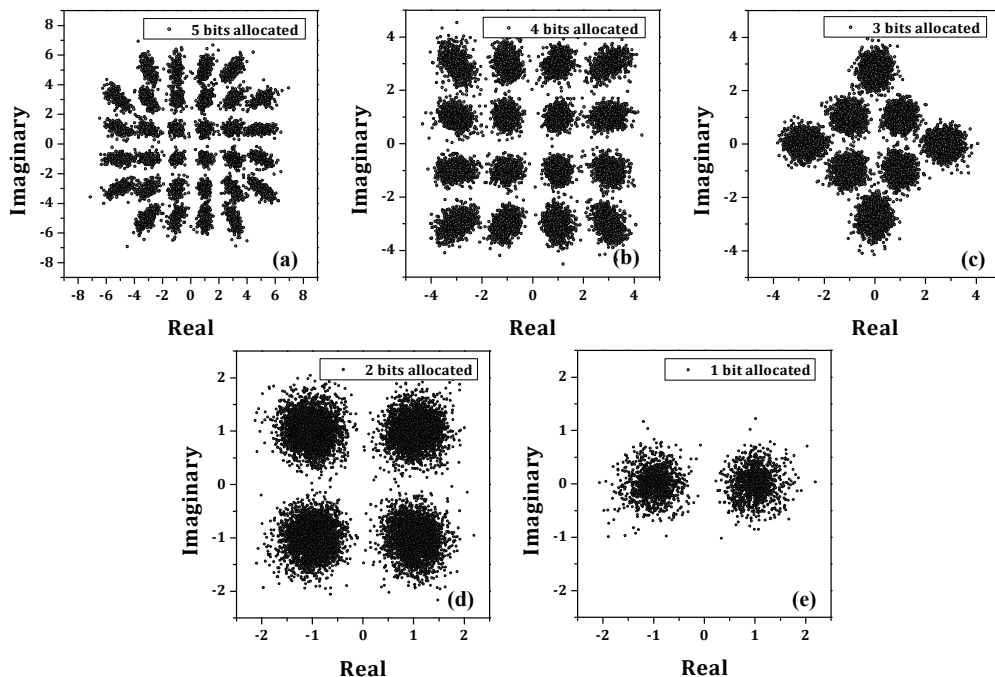 5 bits allocated
8
6
4
2
0
-2
-4
-6
-8
Imaginary
(a)
-8 -6 -4 -2 0 2 4 6 8
Real
4 bits allocated
4
2
0
-2
-4
Imaginary
(b)
-4 -2 0 2 4
Real
3 bits allocated
4
2
0
-2
-4
Imaginary
(c)
-4 -2 0 2 4
Real
2 bits allocated
2
1
0
-1
-2
Imaginary
(d)
-2 -1 0 1 2
Real
1 bit allocated
2
1
0
-1
-2
Imaginary
(e)
-2 -1 0 1 2
Real